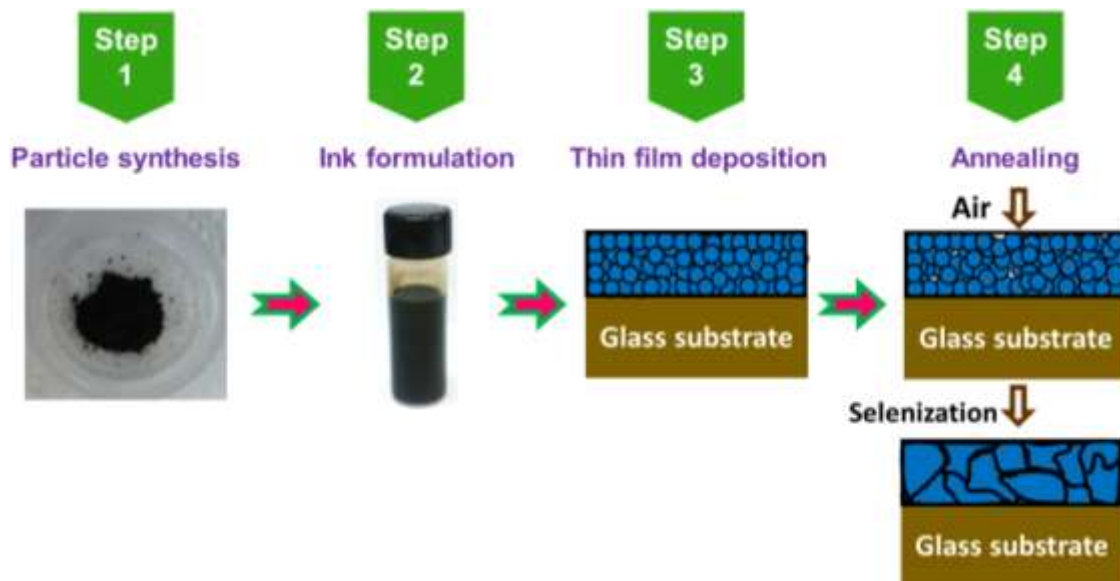 Step
1
Step
2
Step
3
Step
4
Particle synthesis
Ink formulation
Thin film deposition
Annealing
Air
Glass substrate
Glass substrate
Selenization
Glass substrate